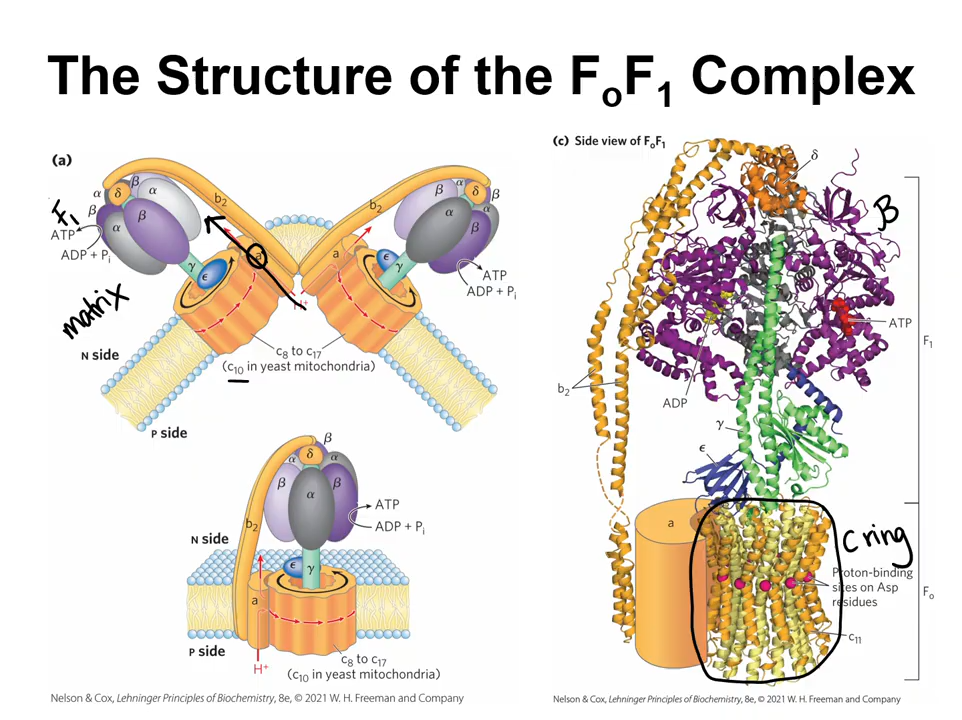 The Structure of the FoF1 Complex
(a)
α
δ
β
α
β
β
α
F1
ATP
ADP + Pi
γ
ε
b2
a
H+
matrix
N side
P side
c8 to c17
(c10 in yeast mitochondria)
b2
a
ε
γ
β
α
δ
β
α
α
β
ATP
ADP + Pi
β
α
δ
α
β
β
α
ATP
ADP + Pi
b2
N side
ε
γ
a
P side
H+
c8 to c17
(c10 in yeast mitochondria)
Nelson & Cox, Lehninger Principles of Biochemistry, 8e, © 2021 W. H. Freeman and Company
(c) Side view of FoF1
δ
β
ATP
F1
b2
ADP
γ
ε
a
C ring
Proton-binding
sites on Asp
residues
Fo
c11
Nelson & Cox, Lehninger Principles of Biochemistry, 8e, © 2021 W. H. Freeman and Company